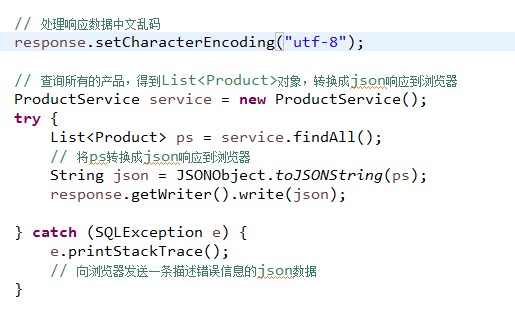 // 处理响应数据中文乱码
response.setCharacterEncoding("utf-8");
// 查询所有的产品，得到List<Product>对象，转换成json响应到浏览器
ProductService service = new ProductService();
try {
List<Product> ps = service.findAll();
// 将ps转换成json响应到浏览器
String json = JSONObject.toJSONString(ps);
response.getWriter().write(json);
} catch (SQLException e) {
e.printStackTrace();
// 向浏览器发送一条描述错误信息的json数据
}